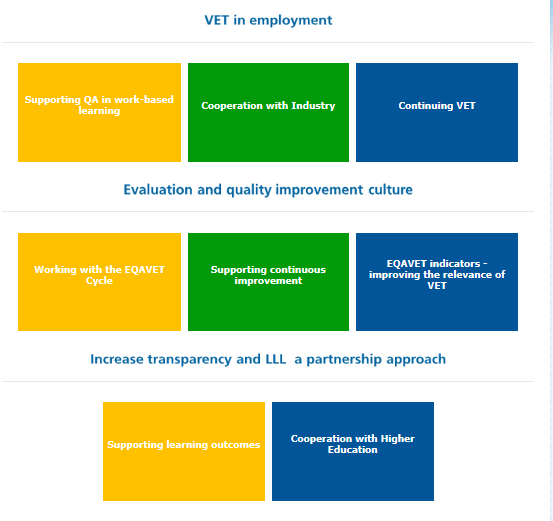 VET in employment
Supporting QA in work-based
learning
Cooperation with Industry
Continuing VET
Evaluation and quality improvement culture
Working with the EQAVET
Cycle
Supporting continuous
improvement
EQAVET indicators -
improving the relevance of
VET
Increase transparency and LLL a partnership approach
Supporting learning outcomes
Cooperation with Higher
Education